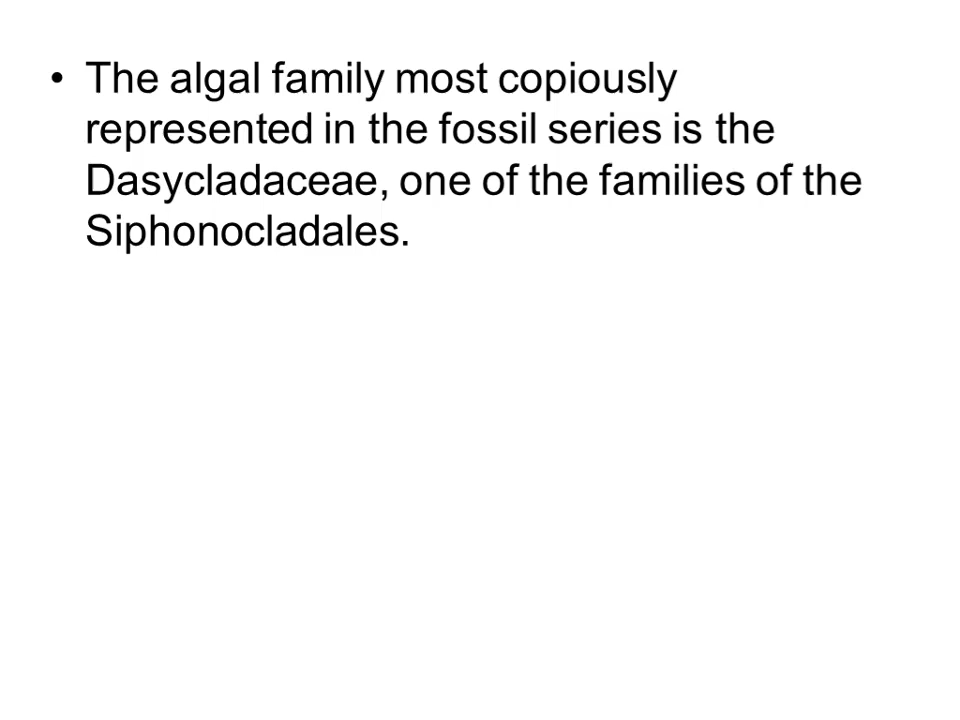 • The algal family most copiously
represented in the fossil series is the
Dasycladaceae, one of the families of the
Siphonocladales.